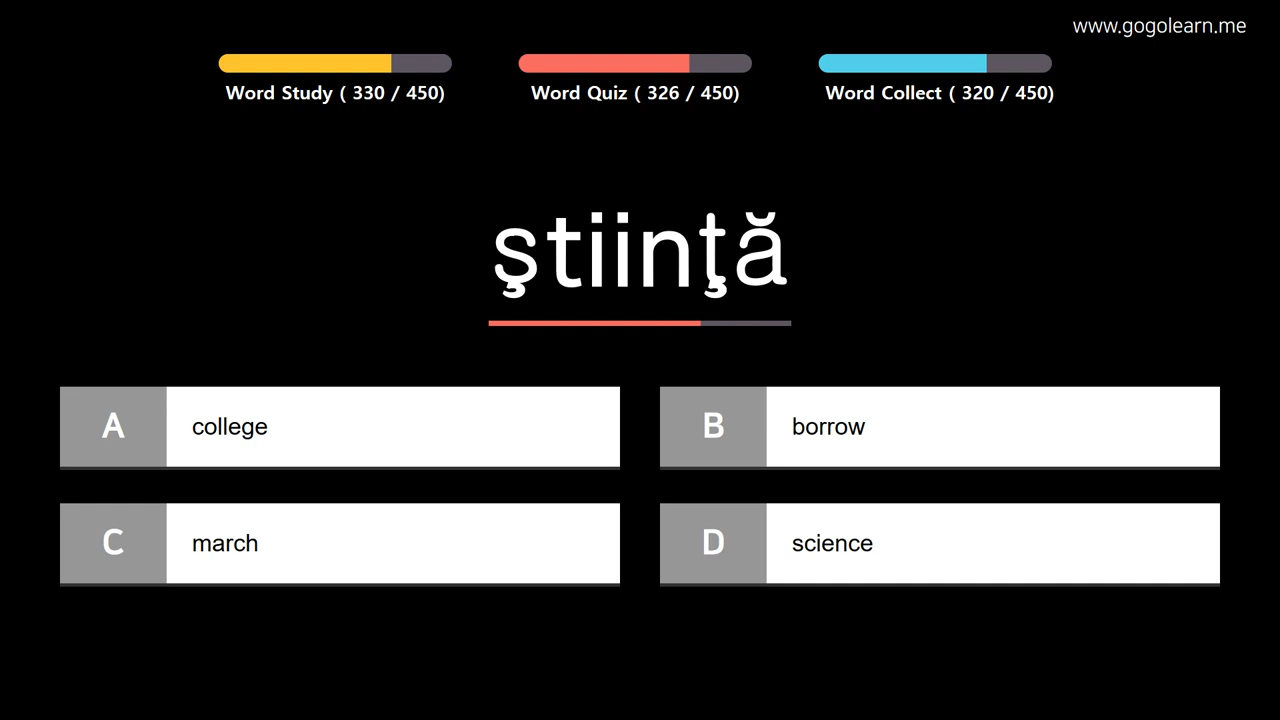 www.gogolearn.me
Word Study ( 330 / 450)
Word Quiz ( 326 / 450)
Word Collect ( 320 / 450)
ştiinţă
A college
B borrow
C march
D science